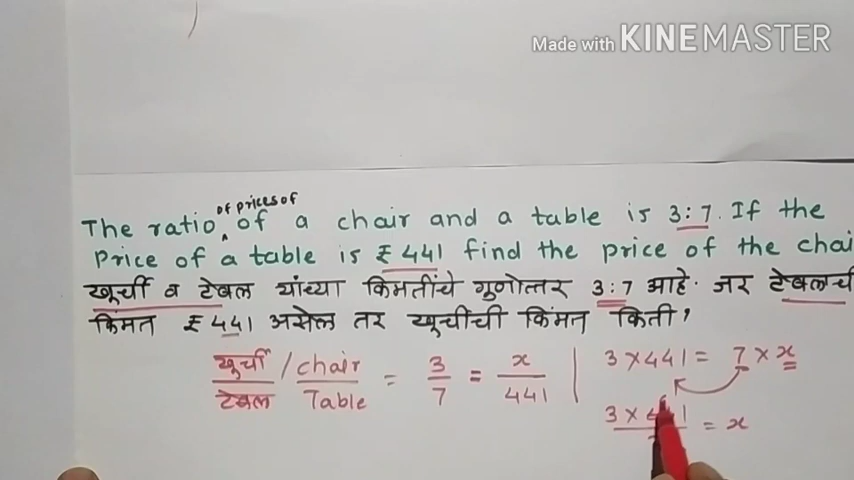 Made with KINEMASTER
of prices of
The ratio of a chair and a table is 3:7. If the
Price of a table is ₹ 441 find the price of the chai
खूर्ची व टेबल यांच्या किमतींचे गुणोत्तर 3:7 आहे. जर टेबलची
किंमत ₹ 441 असेल तर खूर्चीची किंमत किती?
खूर्ची / chair = 3 = x | 3 × 441 = 7 × x
टेबल Table 7 441
3 × 441 = x